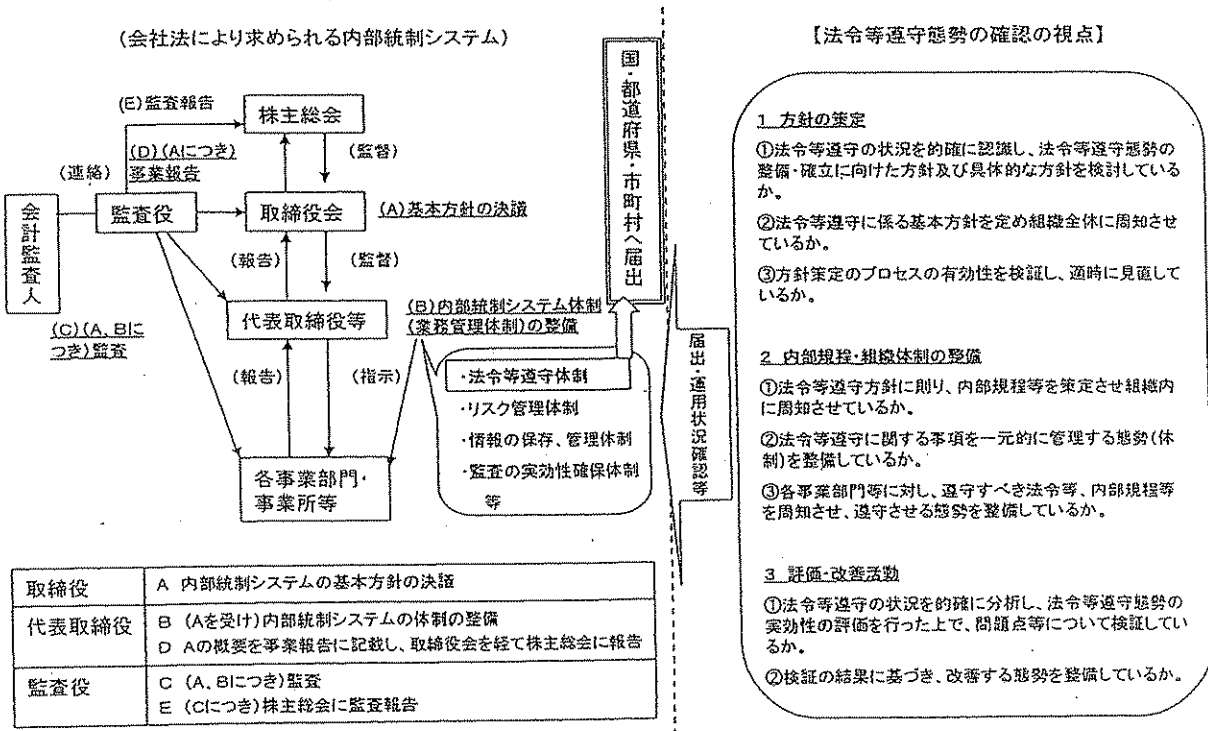 (会社法により求められる内部統制システム)
(E)監査報告
株主総会
(D)(Aにつき)
事業報告
(監督)
(連絡)
会計監査人
監査役
取締役会
(A)基本方針の決議
(報告)
(監督)
代表取締役等
(B)内部統制システム体制
(業務管理体制)の整備
(C)(A、Bに
つき)監査
(報告)
(指示)
・法令等遵守体制
・リスク管理体制
・情報の保存、管理体制
・監査の実効性確保体制
等
各事業部門・
事業所等
国・都道府県・市町村へ届出
届出・運用状況確認等
取締役
A 内部統制システムの基本方針の決議
代表取締役
B (Aを受け)内部統制システムの体制の整備
D Aの概要を事業報告に記載し、取締役会を経て株主総会に報告
監査役
C (A、Bにつき)監査
E (Cにつき)株主総会に監査報告
【法令等遵守態勢の確認の視点】
1 方針の策定
①法令等遵守の状況を的確に認識し、法令等遵守態勢の
整備・確立に向けた方針及び具体的な方針を検討している
か。
②法令等遵守に係る基本方針を定め組織全体に周知させ
ているか。
③方針策定のプロセスの有効性を検証し、適時に見直して
いるか。
2 内部規程・組織体制の整備
①法令等遵守方針に則り、内部規程等を策定させ組織内
に周知させているか。
②法令等遵守に関する事項を一元的に管理する態勢(体
制)を整備しているか。
③各事業部門等に対し、遵守すべき法令等、内部規程等
を周知させ、遵守させる態勢を整備しているか。
3 評価・改善活動
①法令等遵守の状況を的確に分析し、法令等遵守態勢の
実効性の評価を行った上で、問題点等について検証してい
るか。
②検証の結果に基づき、改善する態勢を整備しているか。